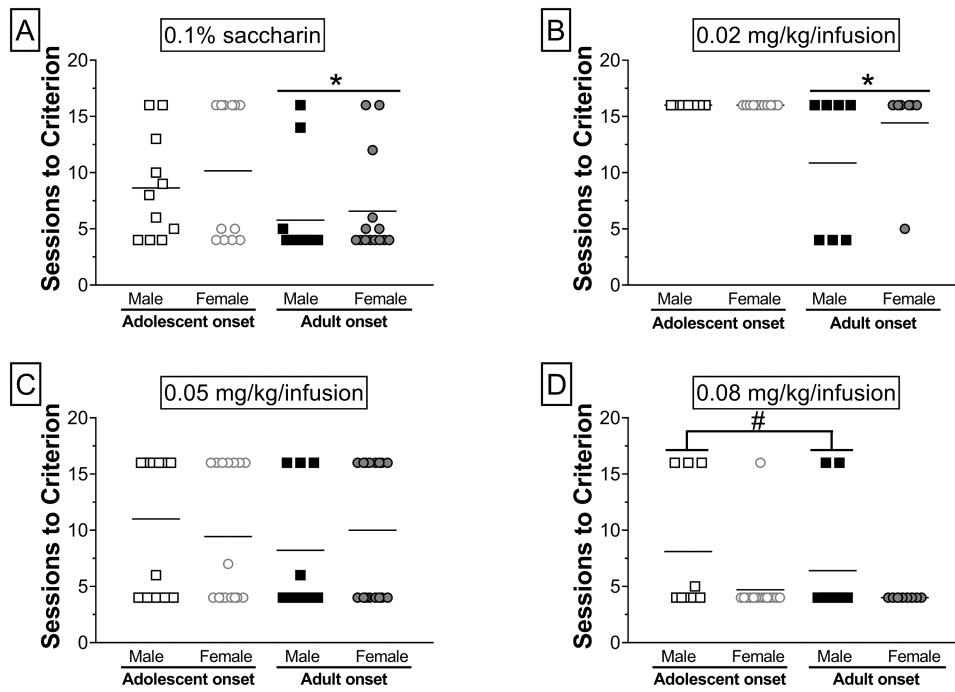 A
0.1% saccharin
Sessions to Criterion
20
15
10
5
0
*
Male Female Male Female
Adolescent onset Adult onset
B
0.02 mg/kg/infusion
Sessions to Criterion
20
15
10
5
0
*
Male Female Male Female
Adolescent onset Adult onset
C
0.05 mg/kg/infusion
Sessions to Criterion
20
15
10
5
0
Male Female Male Female
Adolescent onset Adult onset
D
0.08 mg/kg/infusion
Sessions to Criterion
20
15
10
5
0
#
Male Female Male Female
Adolescent onset Adult onset